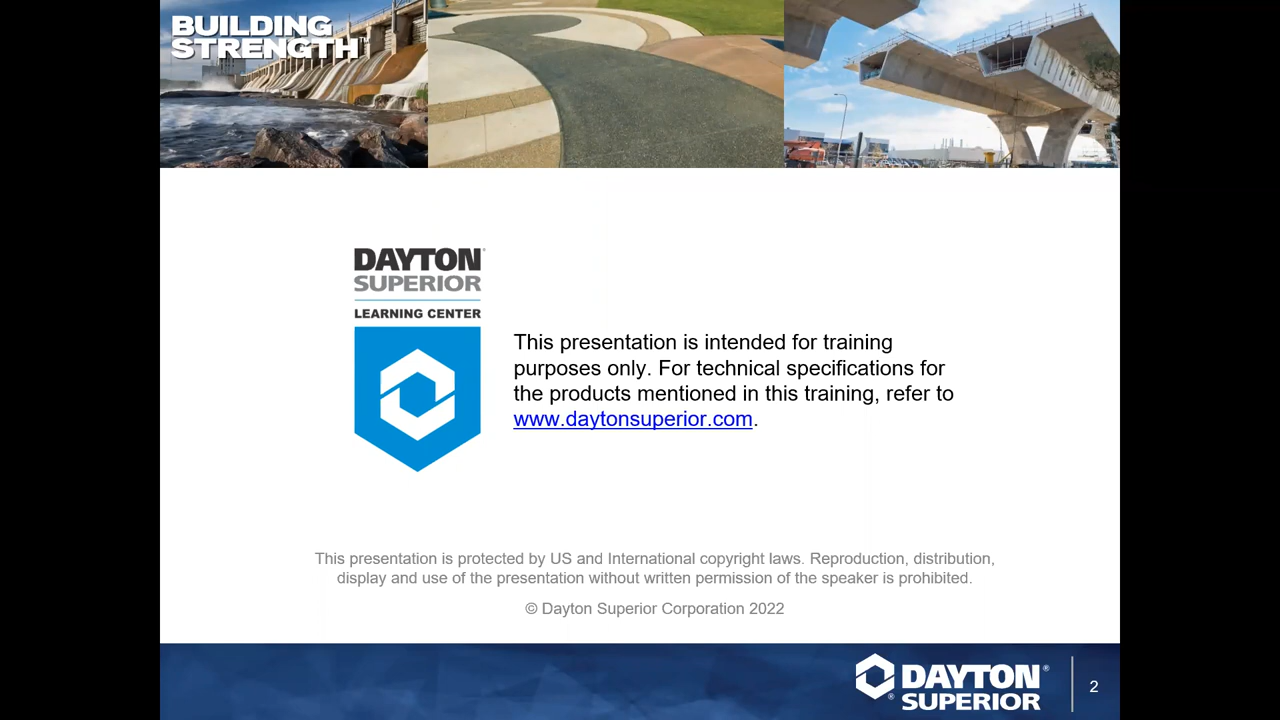 BUILDING
STRENGTH™
DAYTON
SUPERIOR
LEARNING CENTER
This presentation is intended for training
purposes only. For technical specifications for
the products mentioned in this training, refer to
www.daytonsuperior.com.
This presentation is protected by US and International copyright laws. Reproduction, distribution,
display and use of the presentation without written permission of the speaker is prohibited.
© Dayton Superior Corporation 2022
DAYTON®
®SUPERIOR
2